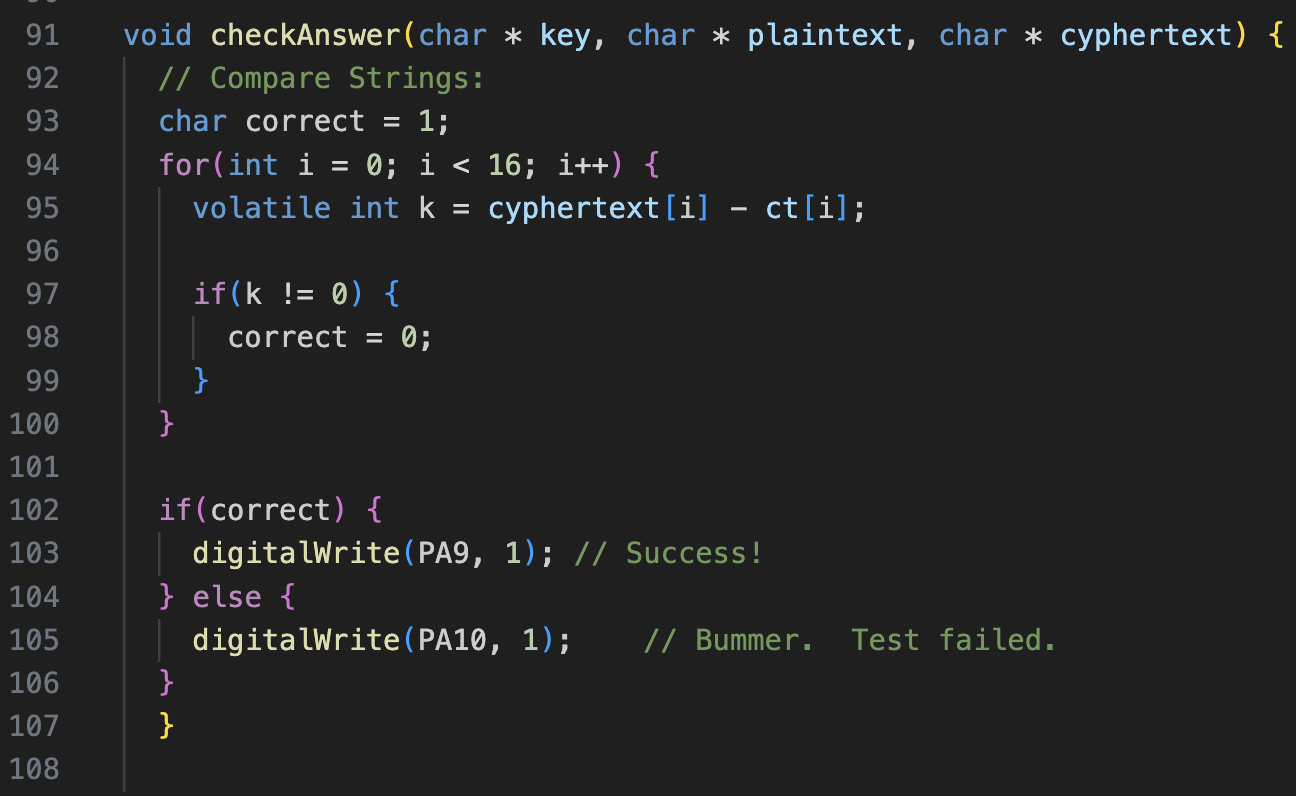 91 void checkAnswer(char * key, char * plaintext, char * cyphertext) {
92 // Compare Strings:
93 char correct = 1;
94 for(int i = 0; i < 16; i++) {
95 volatile int k = cyphertext[i] - ct[i];
96
97 if(k != 0) {
98 correct = 0;
99 }
100 }
101
102 if(correct) {
103 digitalWrite(PA9, 1); // Success!
104 } else {
105 digitalWrite(PA10, 1);    // Bummer.  Test failed.
106 }
107 }
108